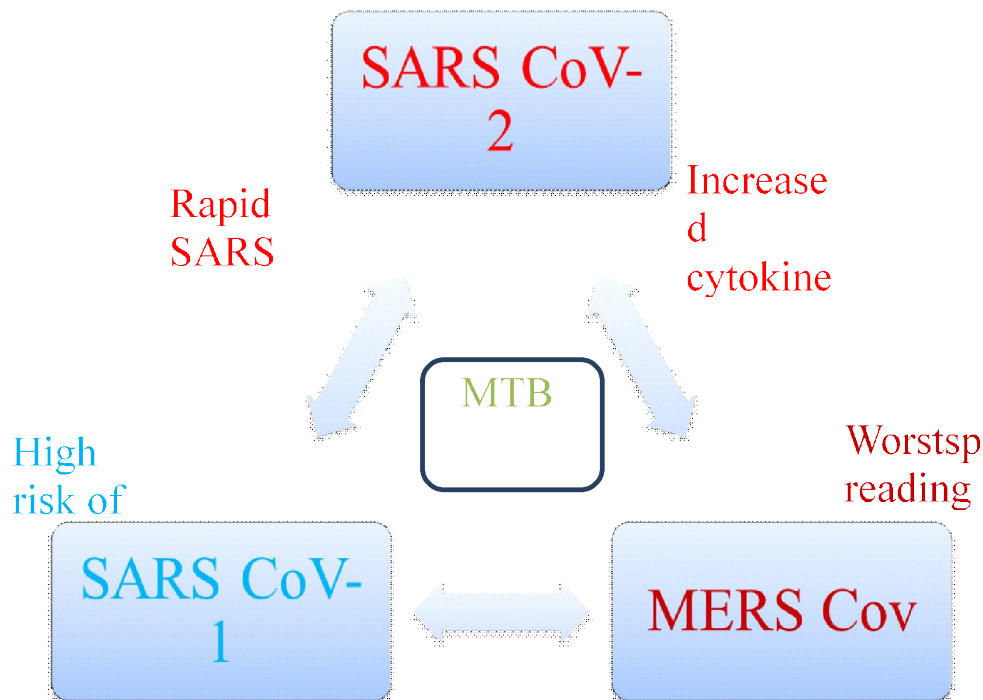 SARS CoV-
2
Rapid
SARS
Increase
d
cytokine
MTB
High
risk of
Worstsp
reading
SARS CoV-
1
MERS Cov